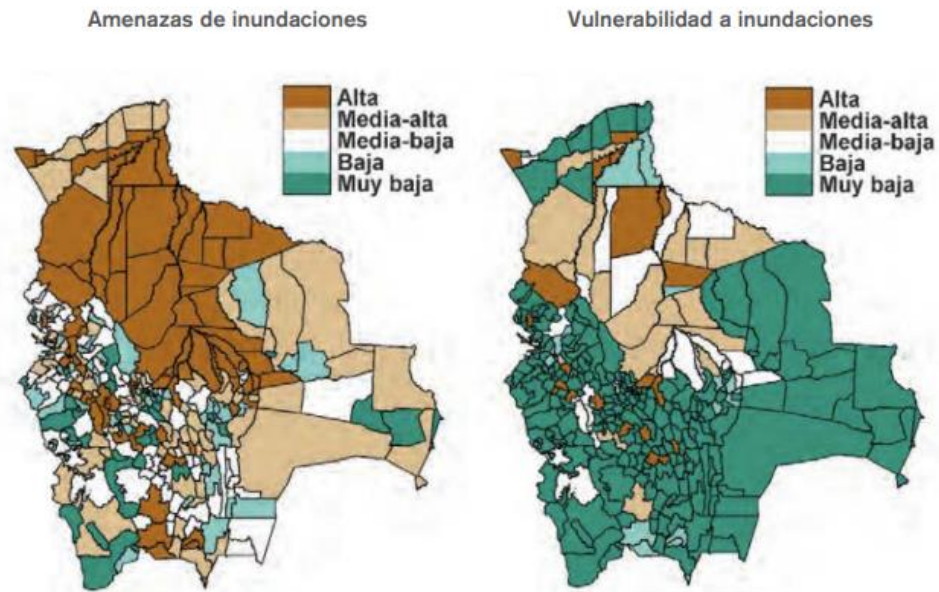 Amenazas de inundaciones
Alta
Media-alta
Media-baja
Baja
Muy baja
Vulnerabilidad a inundaciones
Alta
Media-alta
Media-baja
Baja
Muy baja